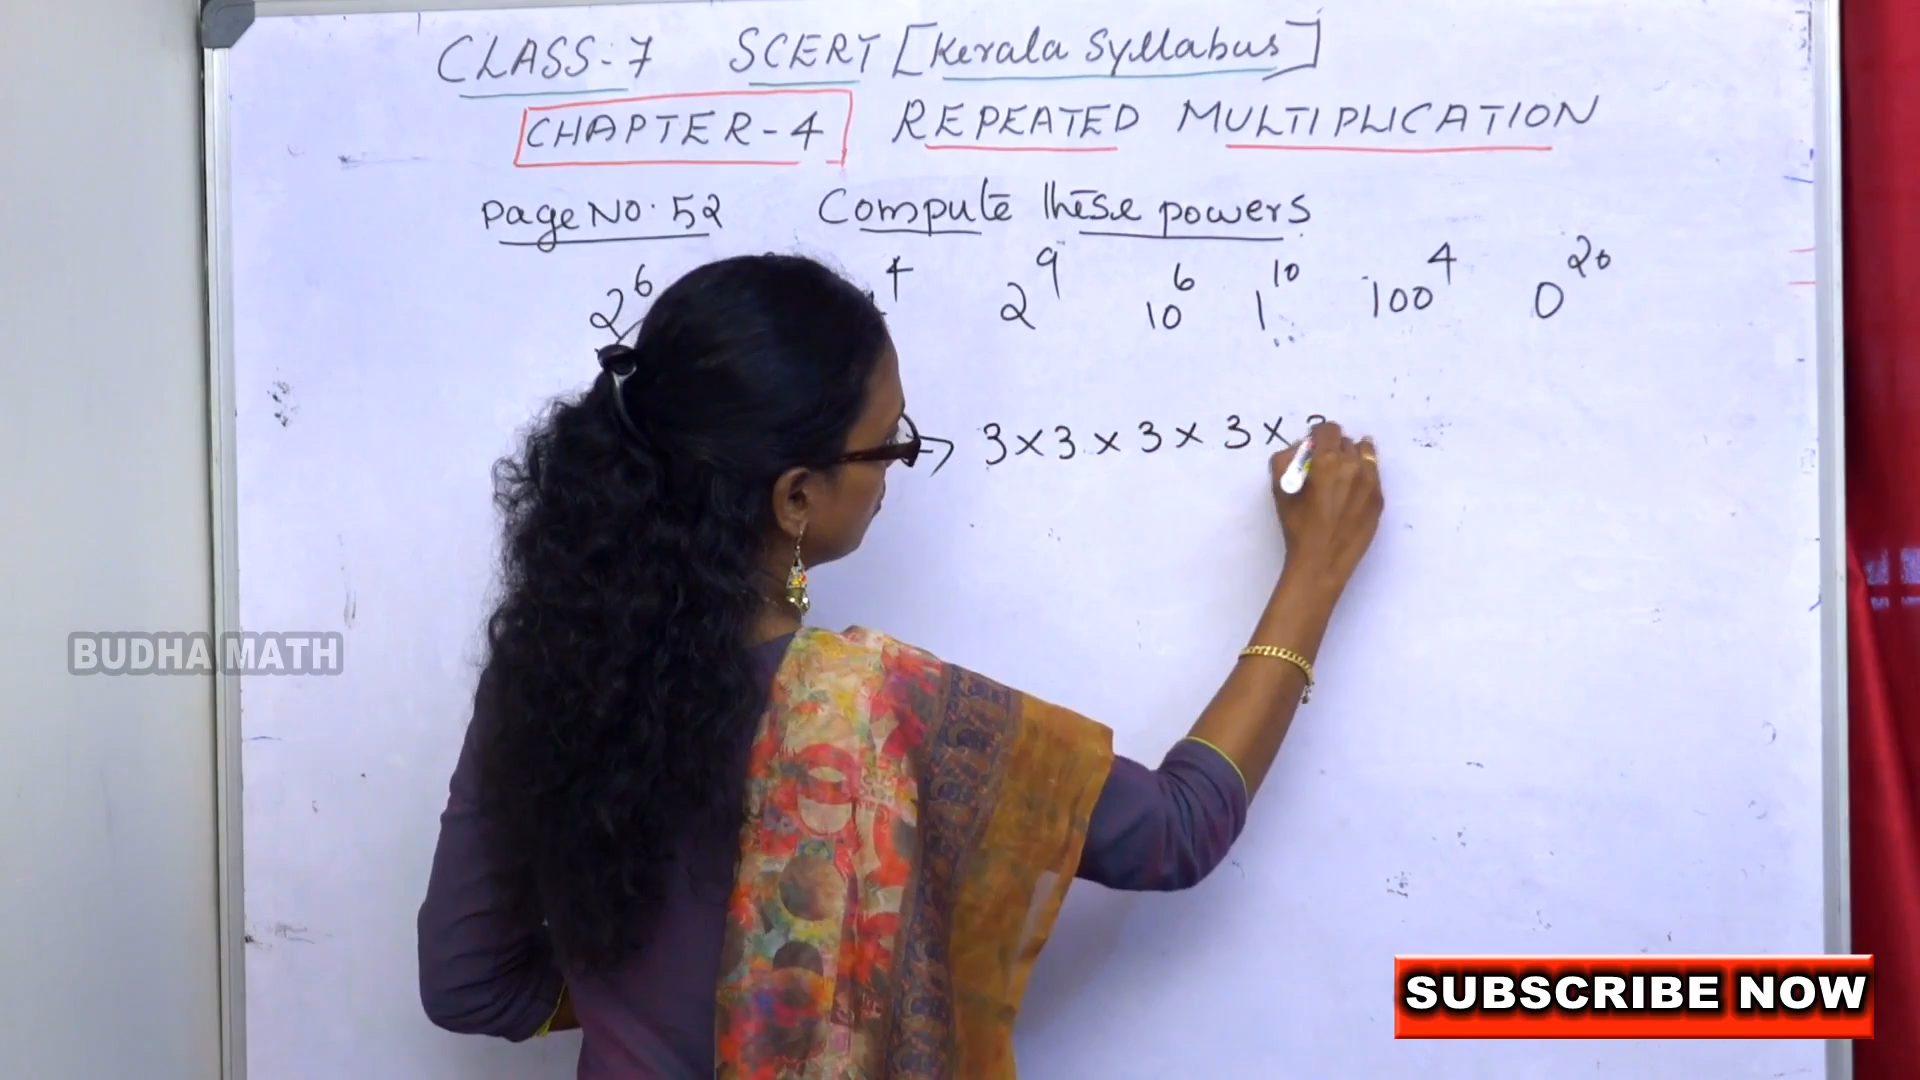 CLASS-7 SCERT [Kerala Syllabus]
CHAPTER-4 REPEATED MULTIPLICATION
Page No. 52 Compute these powers
2⁶ ⁴ 2⁹ 10⁶ 1¹⁰ 100⁴ 0²⁰
→ 3 × 3 × 3 × 3 ×
BUDHA MATH
SUBSCRIBE NOW